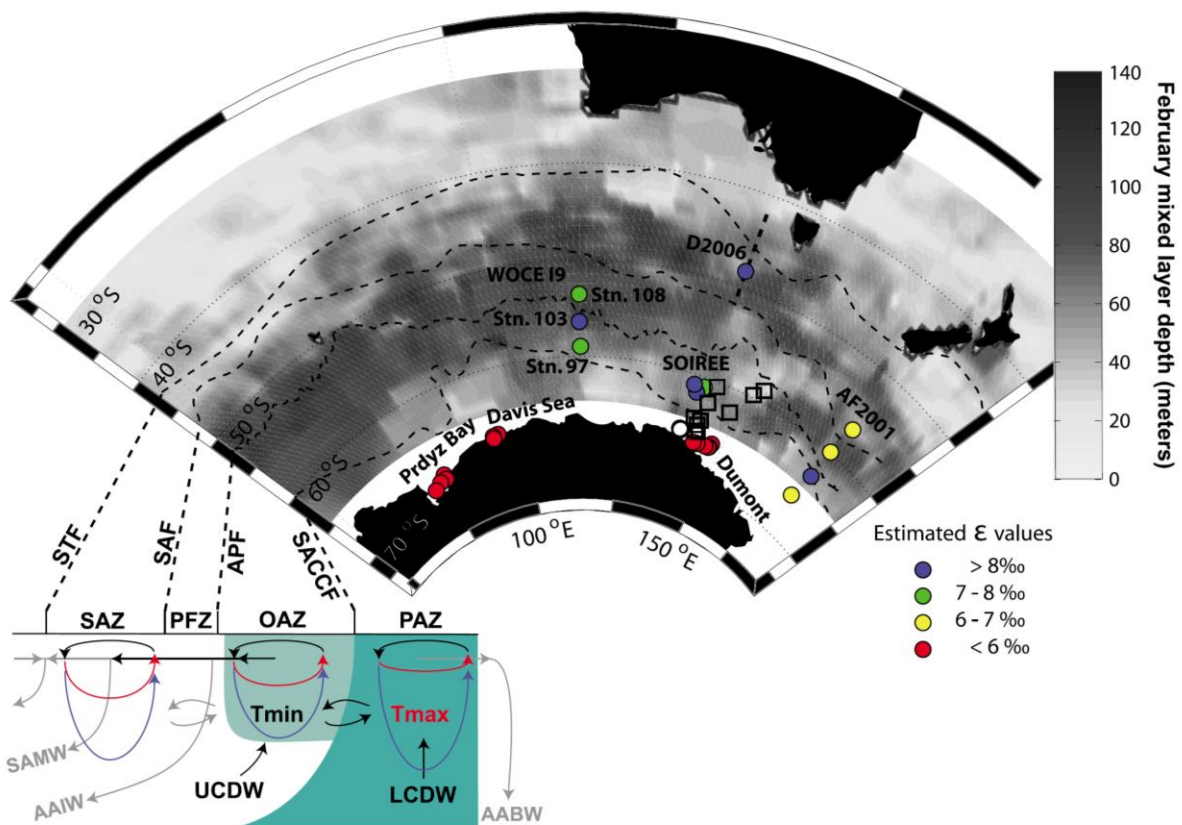 140
120
100
80
60
40
20
0
February mixed layer depth (meters)
30°S
40°S
50°S
60°S
70°S
100 °E
150 °E
D2006
WOCE I9
Stn. 108
Stn. 103
Stn. 97
SOIREE
AF2001
Davis Sea
Prdyz Bay
Dumont
Estimated ε values
> 8‰
7 - 8 ‰
6 - 7 ‰
< 6 ‰
STF
SAF
APF
SACCF
SAZ
PFZ
OAZ
PAZ
Tmin
Tmax
SAMW
AAIW
UCDW
LCDW
AABW